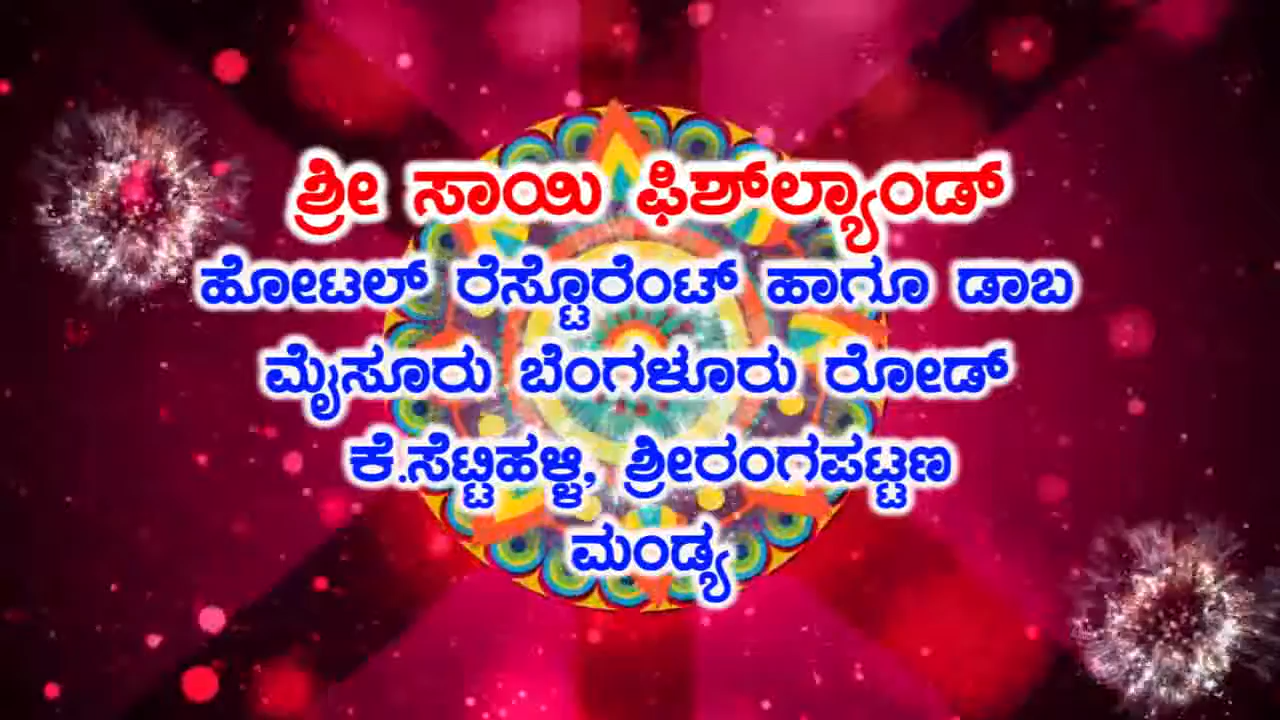 ಶ್ರೀ ಸಾಯಿ ಫಿಶ್‌ಲ್ಯಾಂಡ್
ಹೋಟಲ್ ರೆಸ್ಟೊರೆಂಟ್ ಹಾಗೂ ಡಾಬ
ಮೈಸೂರು ಬೆಂಗಳೂರು ರೋಡ್
ಕೆ.ಸೆಟ್ಟಿಹಳ್ಳಿ, ಶ್ರೀರಂಗಪಟ್ಟಣ
ಮಂಡ್ಯ